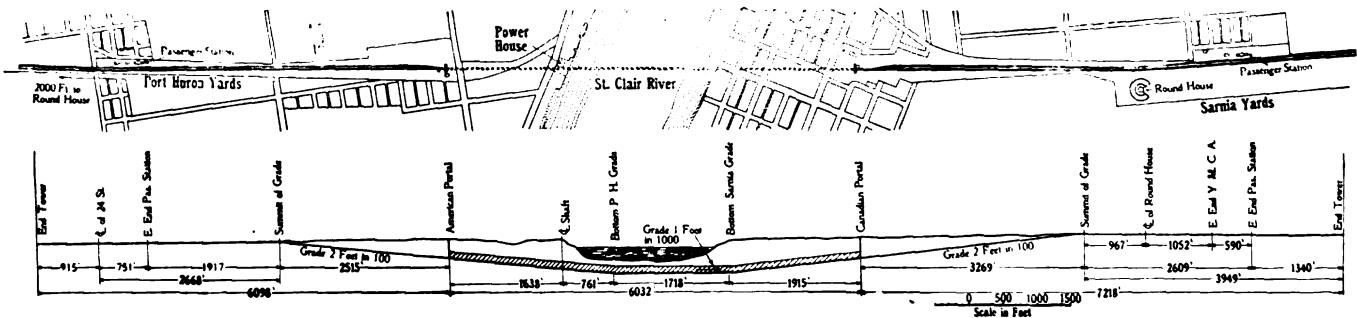 Passenger Station
Power
House
Port Huron Yards
St. Clair River
2000 Ft. to
Round House
Passenger Station
Round House
Sarnia Yards
End Tower
℄ of 24 St.
E. End Pas. Station
Summit of Grade
American Portal
℄ Shaft
Bottom P. H. Grade
Bottom Sarnia Grade
Canadian Portal
Summit of Grade
℄ of Round House
E. End Y. M. C. A.
E. End Pas. Station
End Tower
Grade 2 Feet in 100
Grade 1 Foot
in 1000
Grade 2 Feet in 100
967' 1052' 590'
915' 751' 1917 2515' 3269' 2609' 1340'
2668' 1638' 761' 1718' 1915' 3949'
6098' 6032 7218'
0 500 1000 1500
Scale in Feet